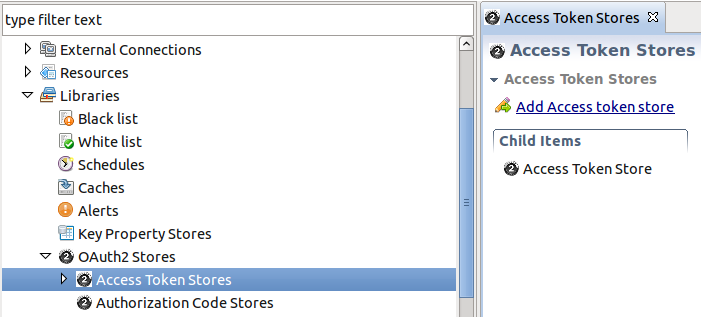 type filter text
External Connections
Resources
Libraries
Black list
White list
Schedules
Caches
Alerts
Key Property Stores
OAuth2 Stores
Access Token Stores
Authorization Code Stores
Access Token Stores
Access Token Stores
Access Token Stores
Add Access token store
Child Items
Access Token Store